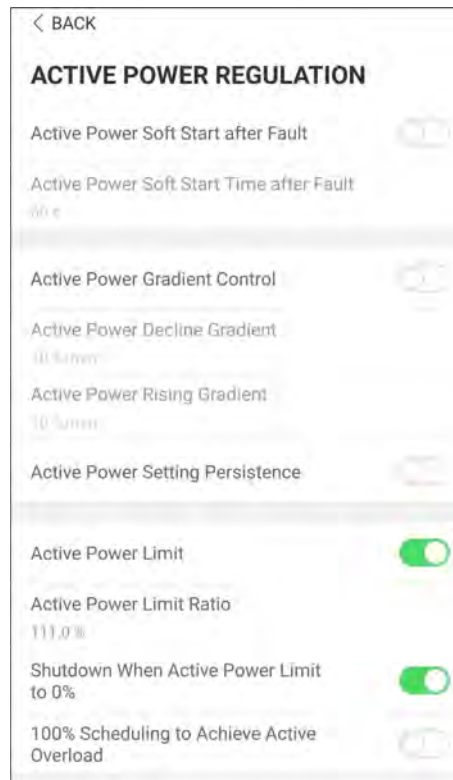 < BACK
ACTIVE POWER REGULATION
Active Power Soft Start after Fault
Active Power Soft Start Time after Fault
Active Power Gradient Control
Active Power Decline Gradient
Active Power Rising Gradient
Active Power Setting Persistence
Active Power Limit
Active Power Limit Ratio
111.0 %
Shutdown When Active Power Limit
to 0%
100% Scheduling to Achieve Active
Overload